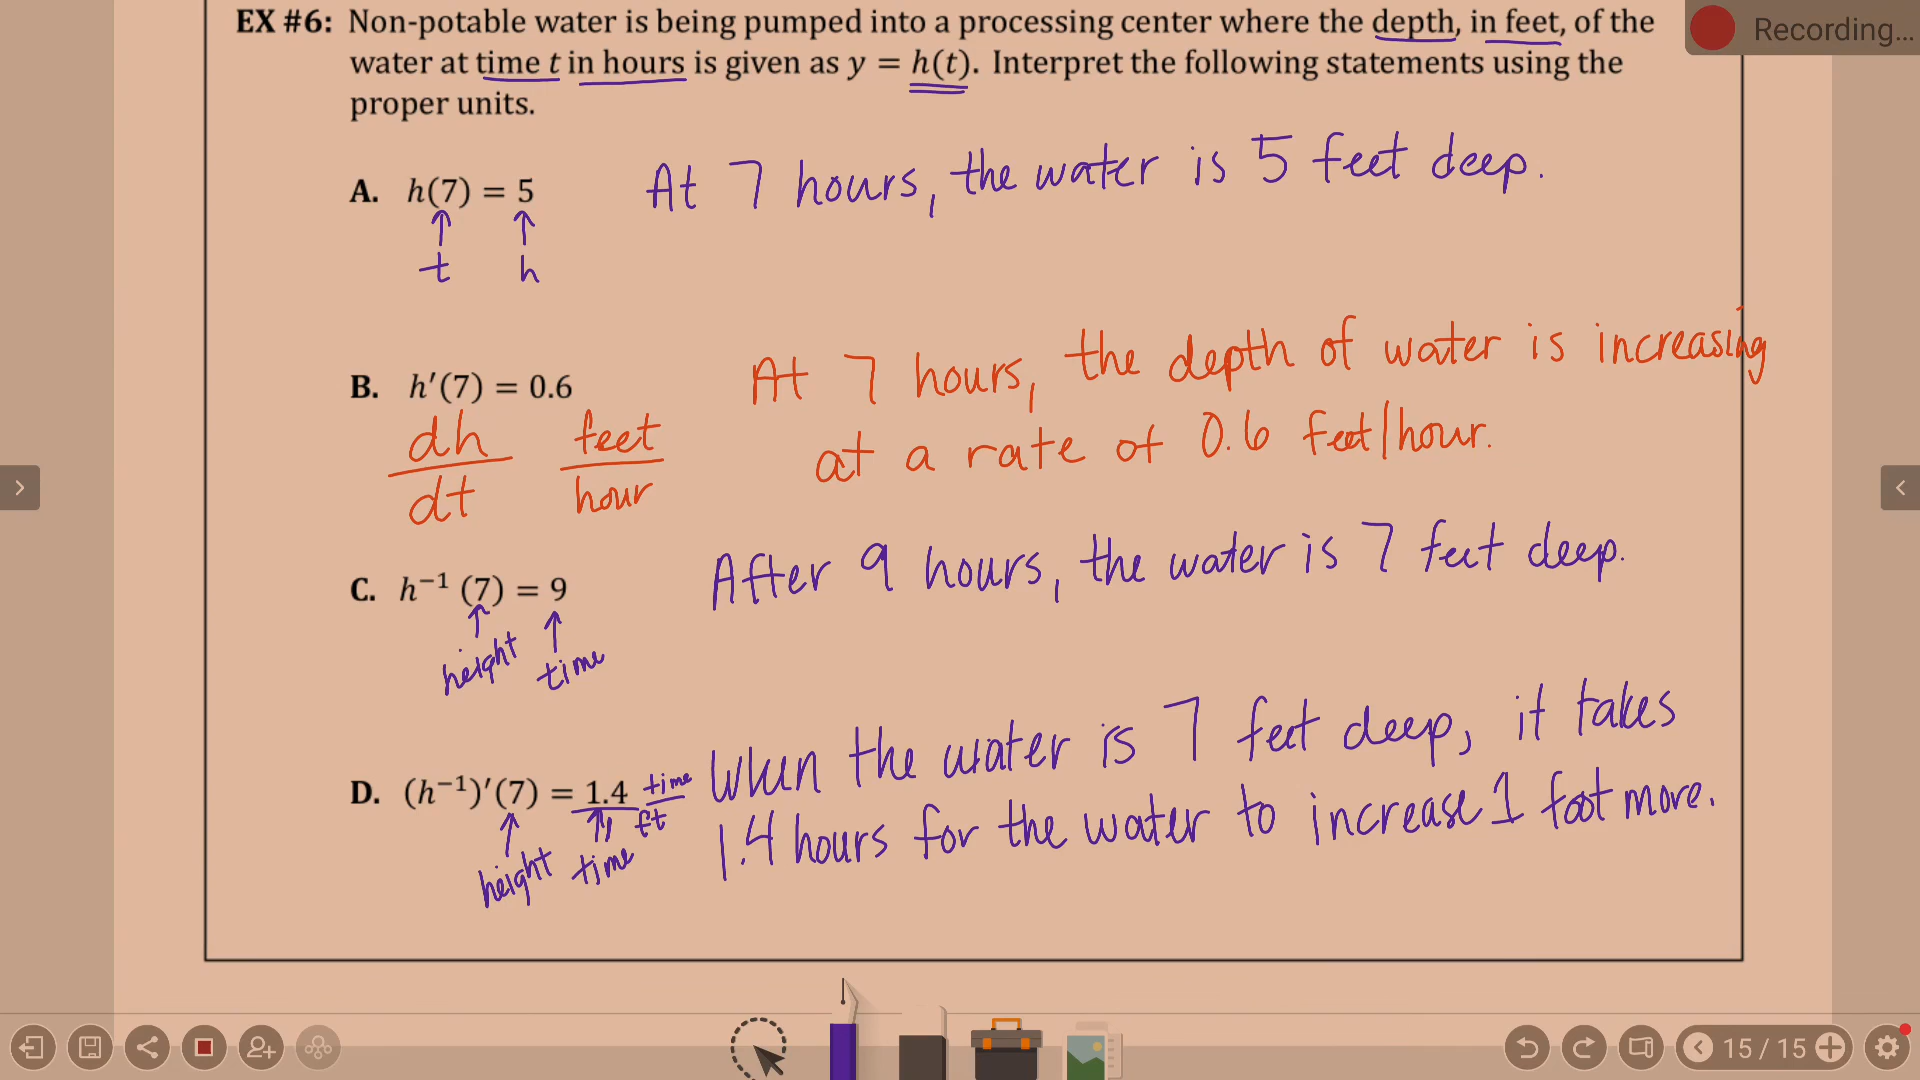 EX #6: Non-potable water is being pumped into a processing center where the depth, in feet, of the
water at time t in hours is given as y = h(t). Interpret the following statements using the
proper units.
Recording...
A. h(7) = 5
At 7 hours, the water is 5 feet deep.
t h
B. h′(7) = 0.6
At 7 hours, the depth of water is increasing
at a rate of 0.6 feet/hour.
dh feet
dt hour
C. h⁻¹ (7) = 9
After 9 hours, the water is 7 feet deep.
height time
D. (h⁻¹)′(7) = 1.4 time
ft
height time
When the water is 7 feet deep, it takes
1.4 hours for the water to increase 1 foot more.
15 / 15